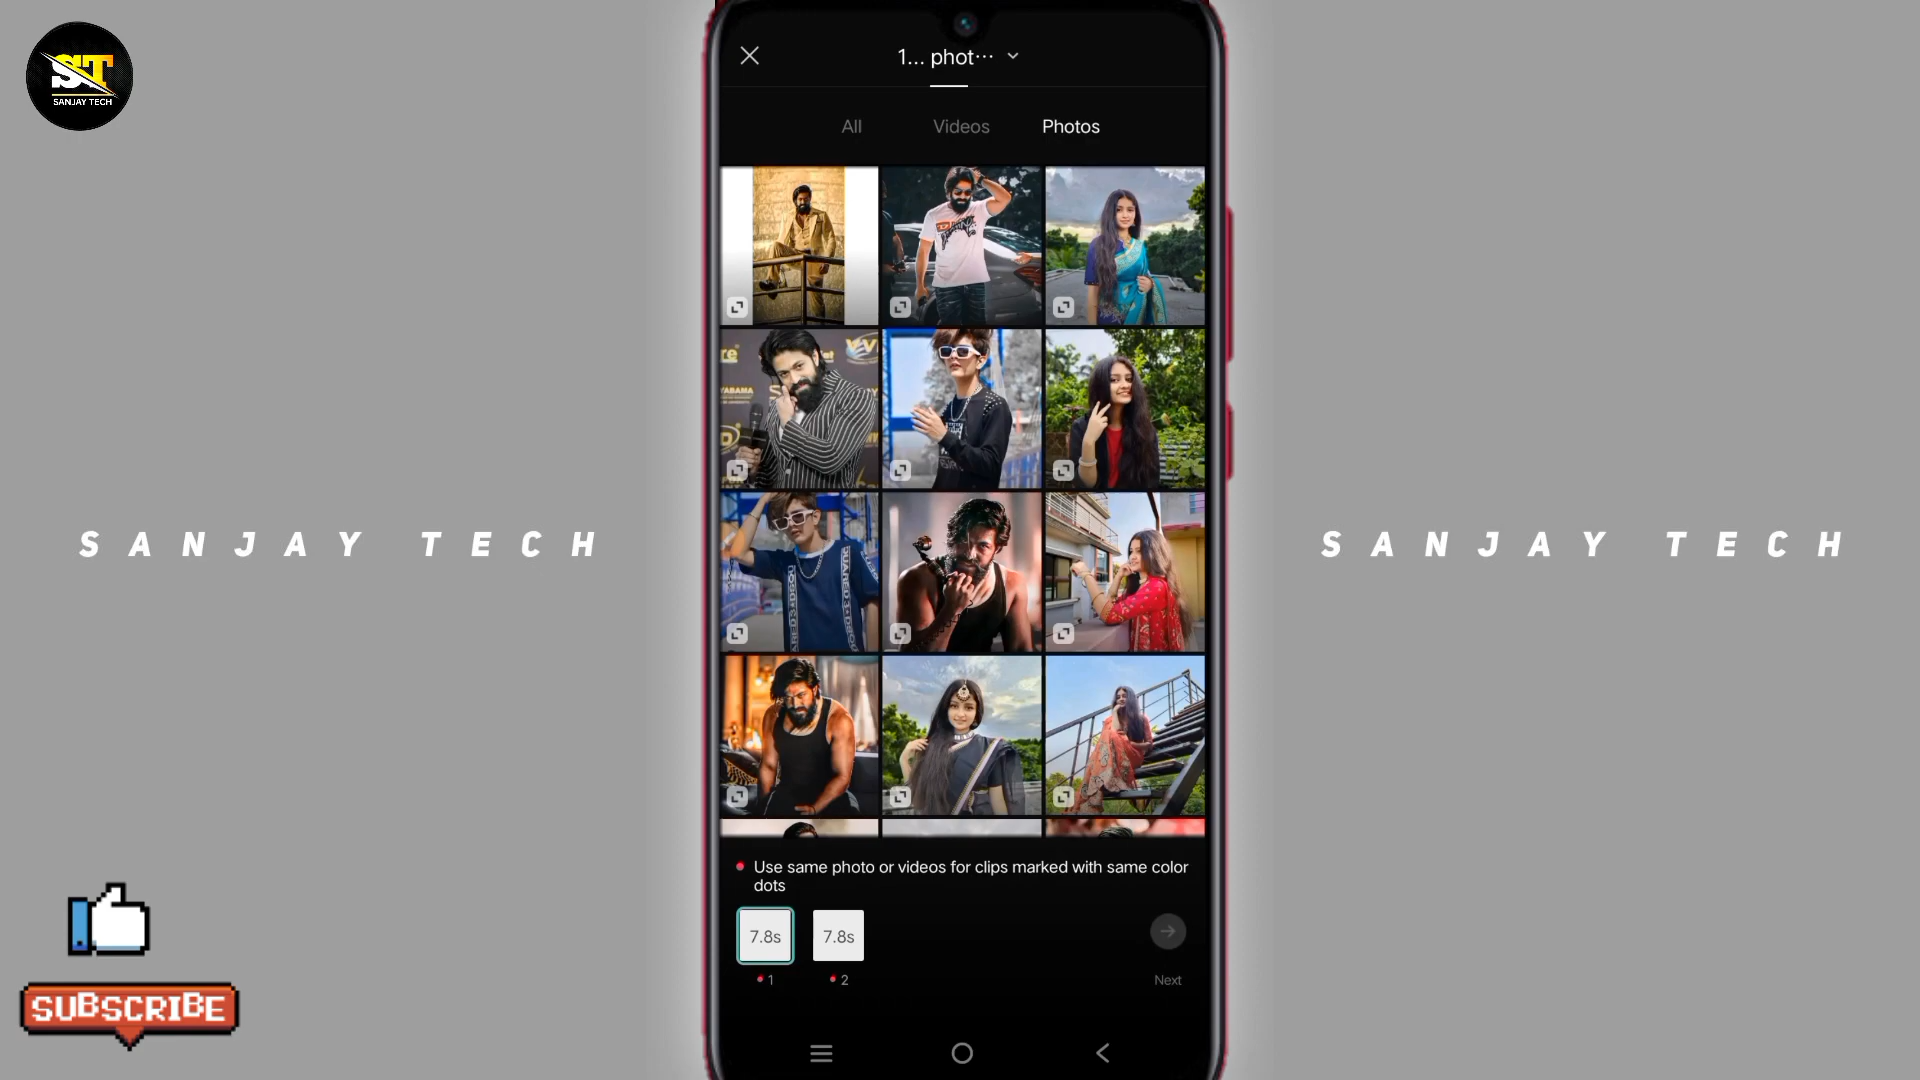 ST
SANJAY TECH
1... phot...
All
Videos
Photos
SANJAY TECH
SANJAY TECH
Use same photo or videos for clips marked with same color
dots
7.8s
7.8s
1
2
Next
SUBSCRIBE